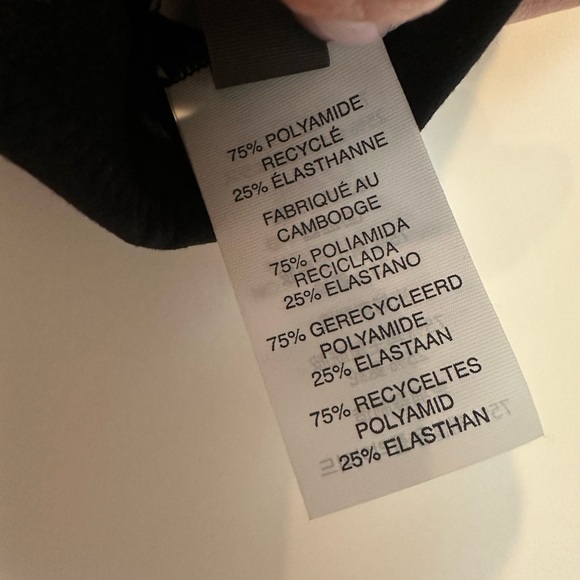 75% POLYAMIDE
RECYCLÉ
25% ÉLASTHANNE
FABRIQUÉ AU
CAMBODGE
75% POLIAMIDA
RECICLADA
25% ELASTANO
75% GERECYCLEERD
POLYAMIDE
25% ELASTAAN
75% RECYCELTES
POLYAMID
25% ELASTHAN